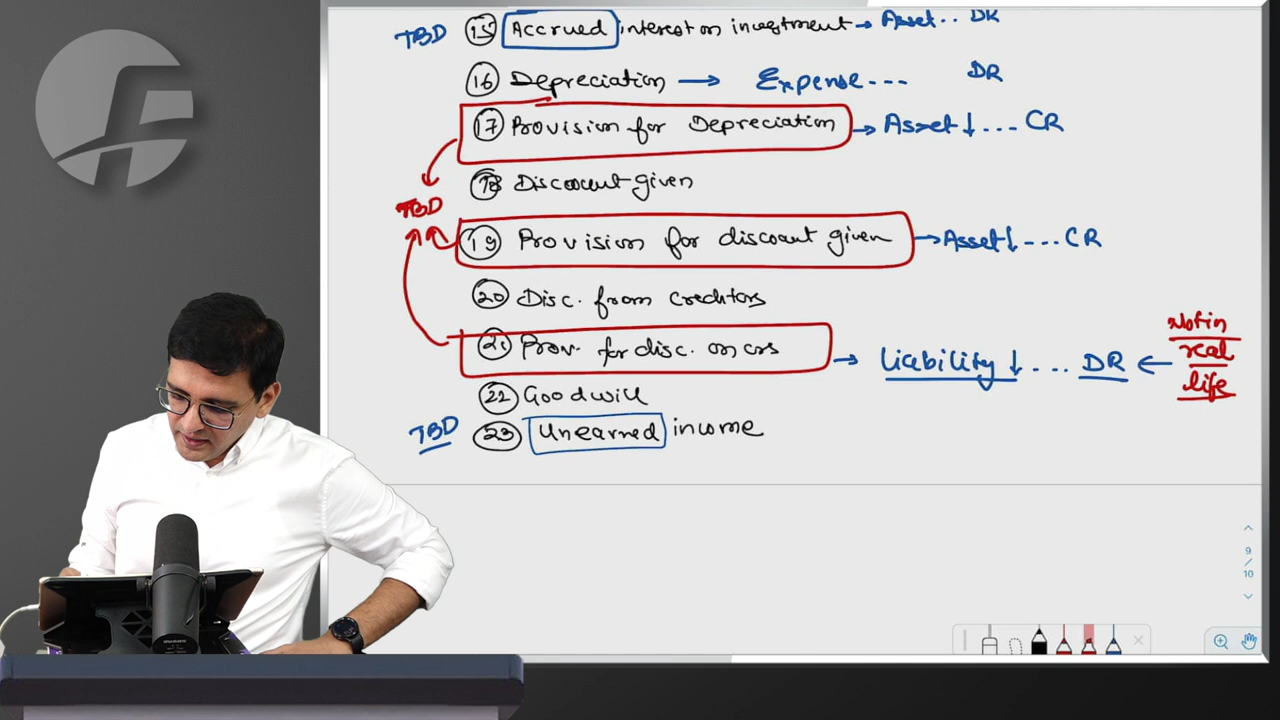 TBD 15 Accrued interest on investment → Asset.. DR
16 Depreciation → Expense... DR
17 Provision for Depreciation → Asset ↓ ... CR
18 Discount given
TBD
19 Provision for discount given → Asset ↓ ... CR
20 Disc. from creditors
21 Prov. for disc. on crs → Liability ↓ ... DR ← Not in real life
22 Goodwill
TBD 23 Unearned income
9
/
10